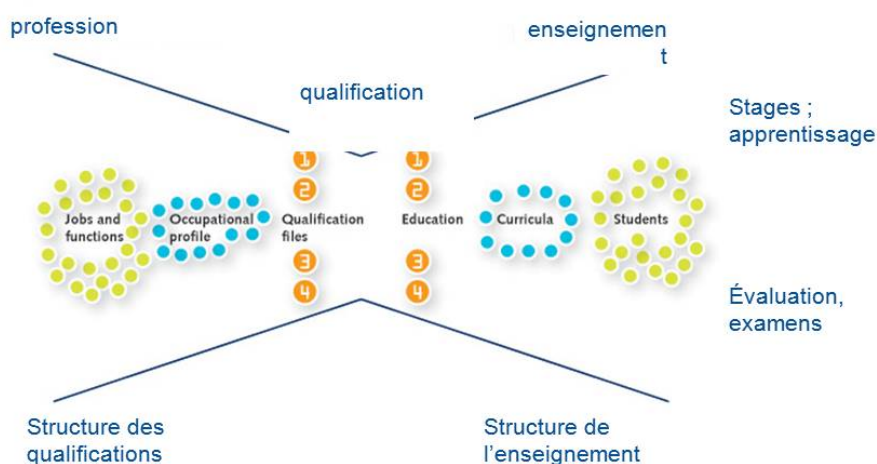 profession
enseignemen
t
qualification
Stages ;
apprentissage
1
1
2
2
Jobs and
functions
Occupational
profile
Qualification
files
Education
Curricula
Students
3
3
4
4
Évaluation,
examens
Structure des
qualifications
Structure de
l’enseignement